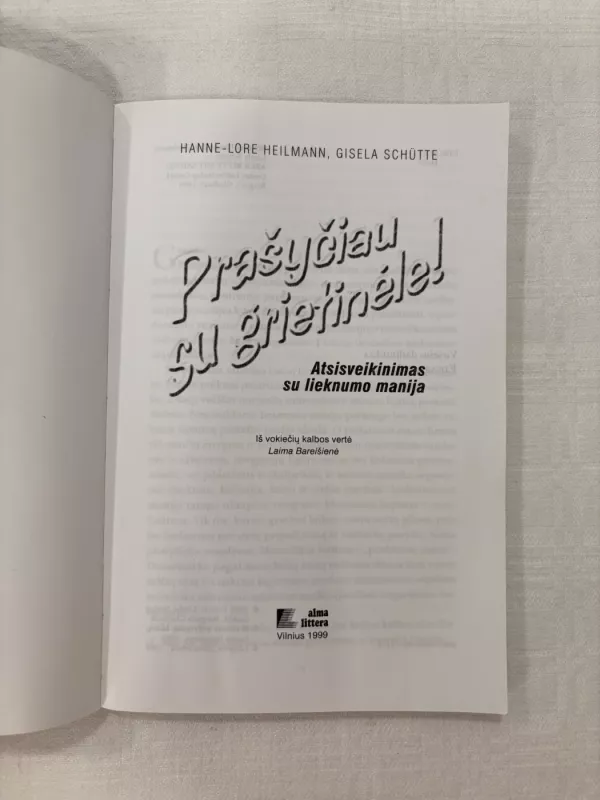 HANNE-LORE HEILMANN, GISELA SCHÜTTE
Prašyčiau
su grietinėle!
Atsisveikinimas
su lieknumo manija
Iš vokiečių kalbos vertė
Laima Bareišienė
alma
littera
Vilnius 1999